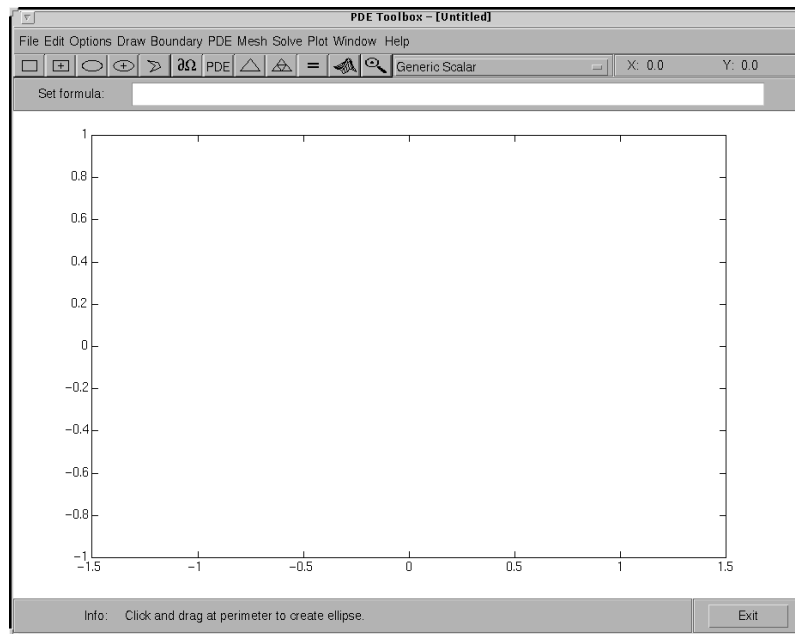 PDE Toolbox – [Untitled]
File Edit Options Draw Boundary PDE Mesh Solve Plot Window Help
∂Ω PDE = Generic Scalar X: 0.0 Y: 0.0
Set formula:
1
0.8
0.6
0.4
0.2
0
−0.2
−0.4
−0.6
−0.8
−1
−1.5 −1 −0.5 0 0.5 1 1.5
Info: Click and drag at perimeter to create ellipse. Exit